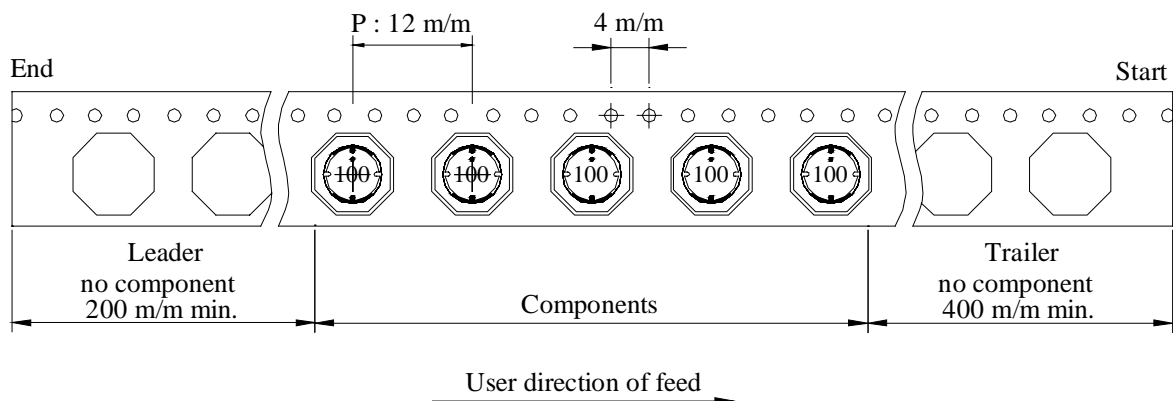 P : 12 m/m
4 m/m
End
Start
100 100 100 100 100
Leader
no component
200 m/m min.
Components
Trailer
no component
400 m/m min.
User direction of feed